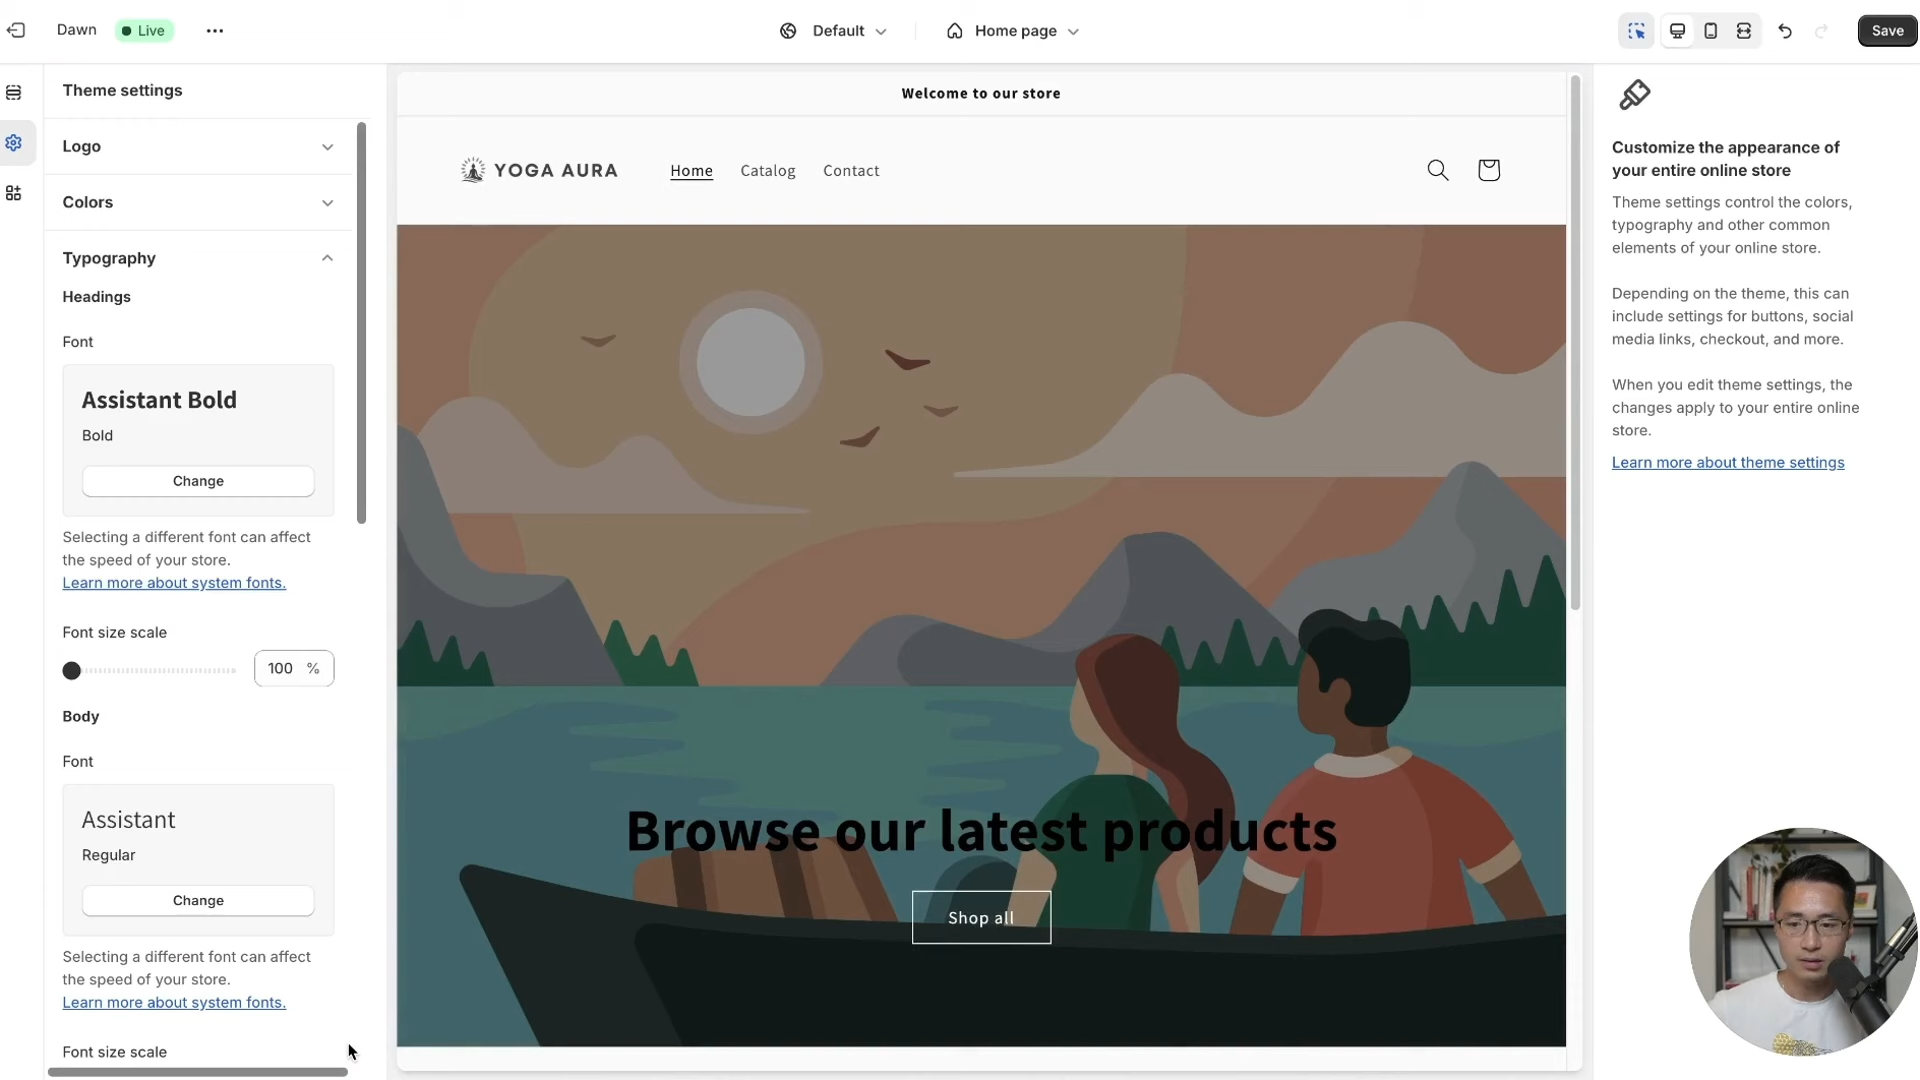 Dawn
Live
Default
Home page
Save
Theme settings
Logo
Colors
Typography
Headings
Font
Assistant Bold
Bold
Change
Selecting a different font can affect
the speed of your store.
Learn more about system fonts.
Font size scale
100 %
Body
Font
Assistant
Regular
Change
Selecting a different font can affect
the speed of your store.
Learn more about system fonts.
Font size scale
Welcome to our store
YOGA AURA
Home
Catalog
Contact
Browse our latest products
Shop all
Customize the appearance of
your entire online store
Theme settings control the colors,
typography and other common
elements of your online store.
Depending on the theme, this can
include settings for buttons, social
media links, checkout, and more.
When you edit theme settings, the
changes apply to your entire online
store.
Learn more about theme settings